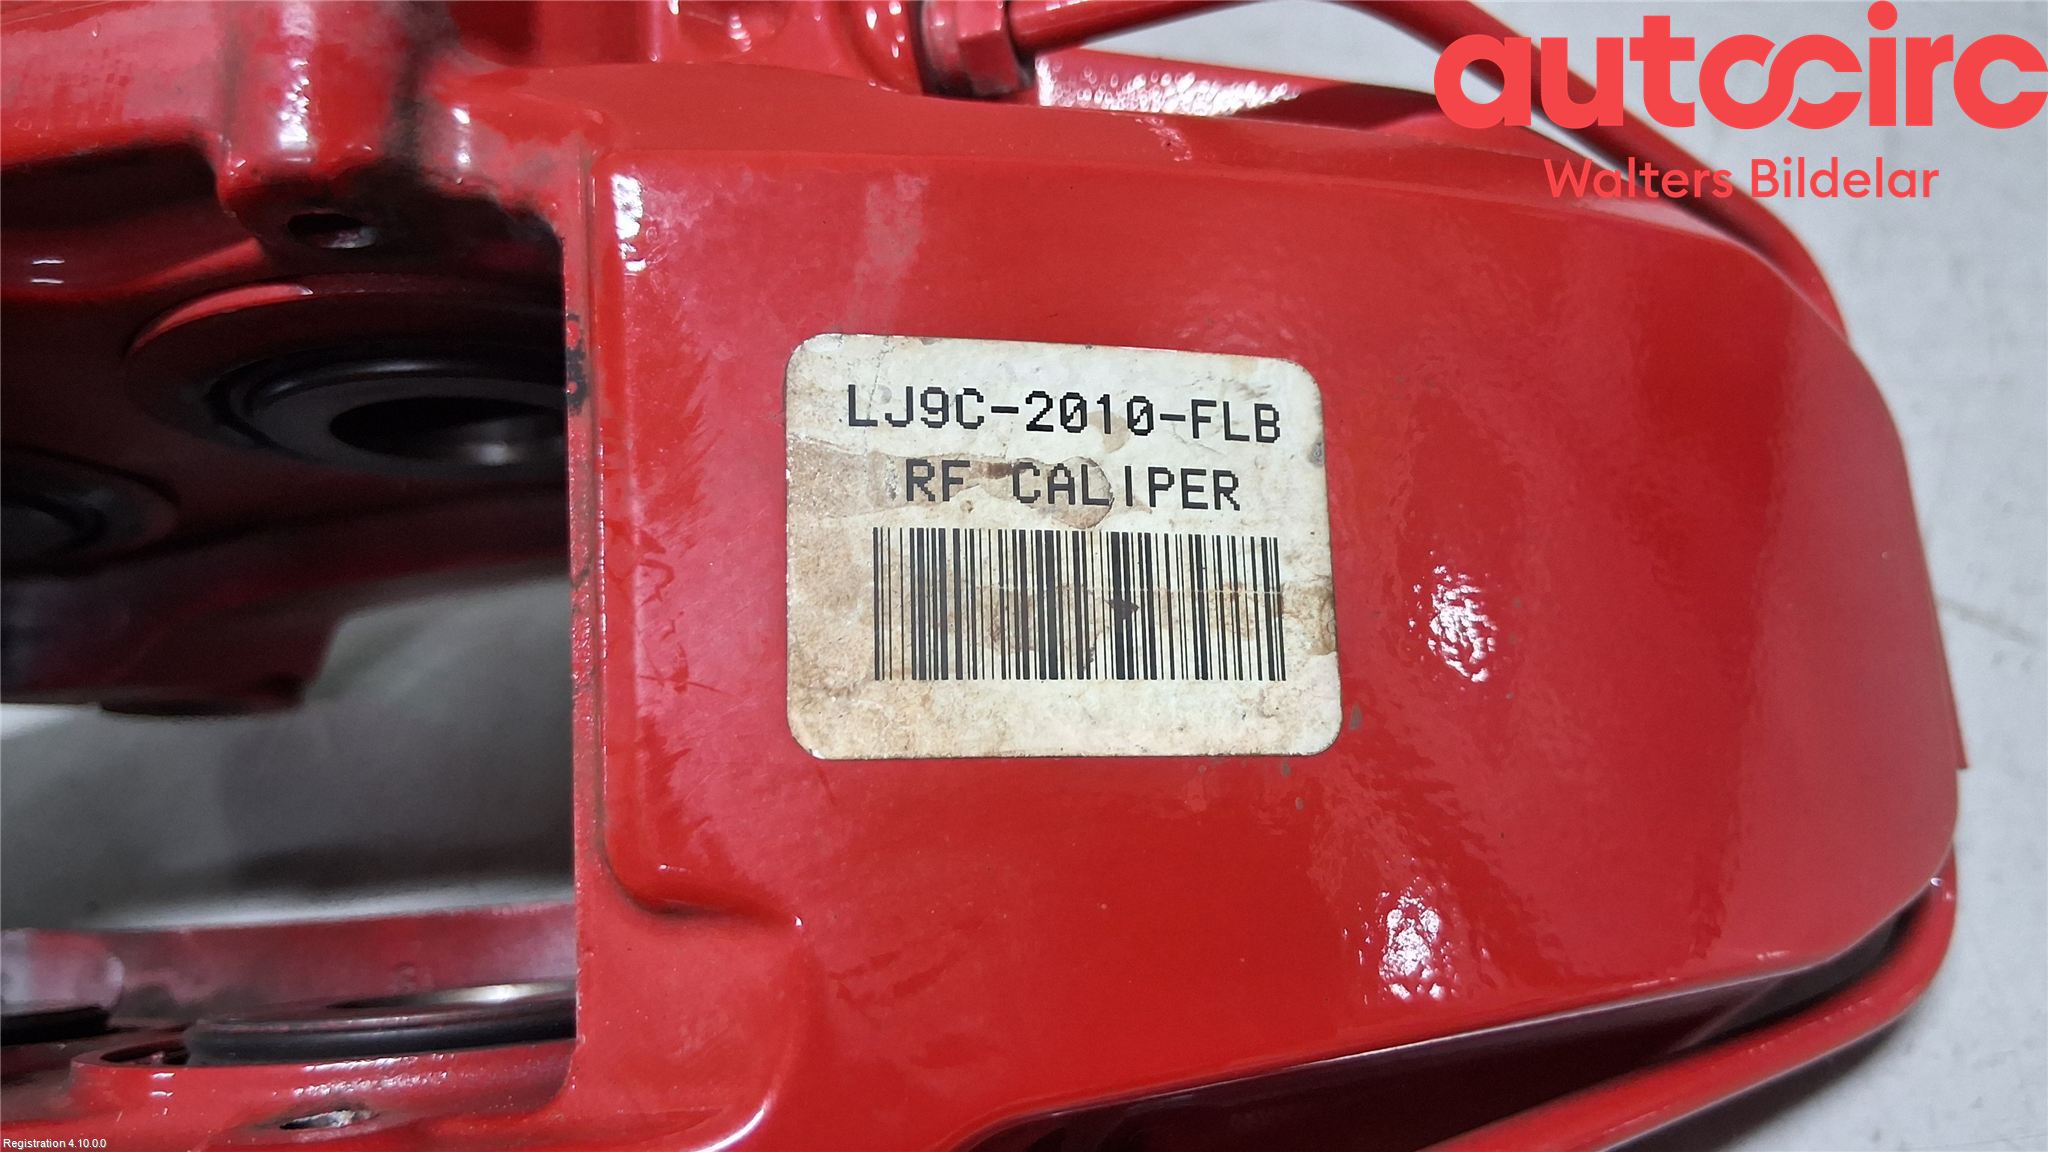 autocirc
Walters Bildelar
LJ9C-2010-FLB
RF CALIPER
Registration 4.10.0.0